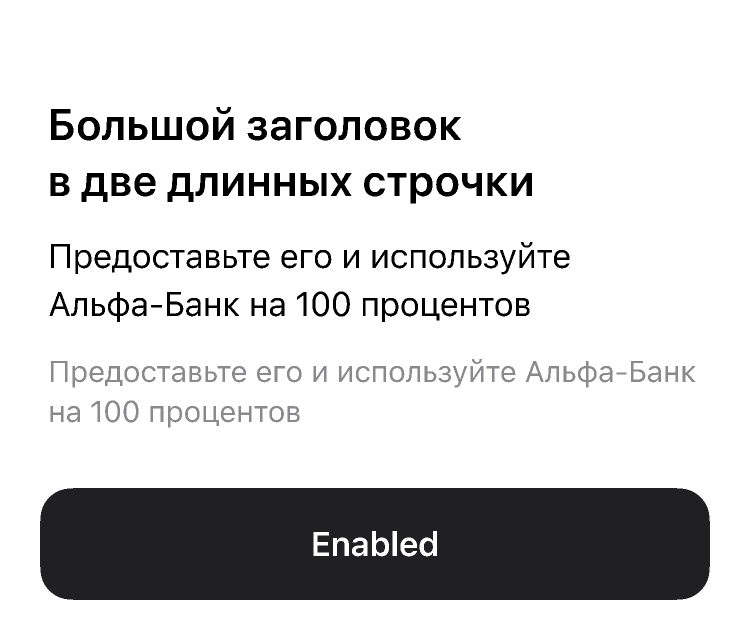 Большой заголовок
в две длинных строчки
Предоставьте его и используйте
Альфа-Банк на 100 процентов
Предоставьте его и используйте Альфа-Банк
на 100 процентов
Enabled